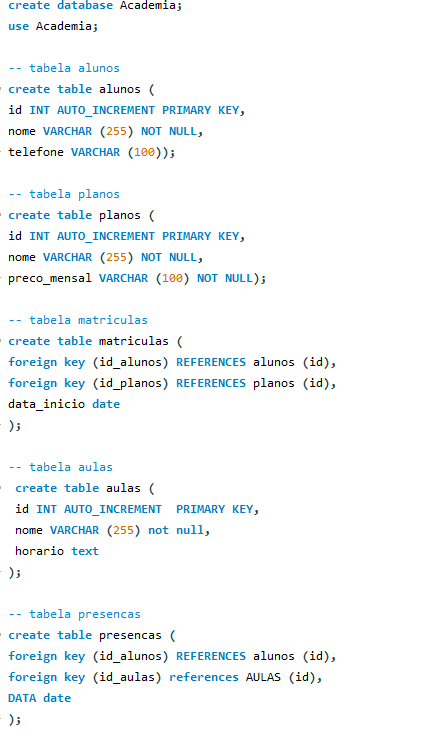 create database Academia;
use Academia;
-- tabela alunos
create table alunos (
id INT AUTO_INCREMENT PRIMARY KEY,
nome VARCHAR (255) NOT NULL,
telefone VARCHAR (100));
-- tabela planos
create table planos (
id INT AUTO_INCREMENT PRIMARY KEY,
nome VARCHAR (255) NOT NULL,
preco_mensal VARCHAR (100) NOT NULL);
-- tabela matriculas
create table matriculas (
foreign key (id_alunos) REFERENCES alunos (id),
foreign key (id_planos) REFERENCES planos (id),
data_inicio date
);
-- tabela aulas
create table aulas (
id INT AUTO_INCREMENT  PRIMARY KEY,
nome VARCHAR (255) not null,
horario text
);
-- tabela presencas
create table presencas (
foreign key (id_alunos) REFERENCES alunos (id),
foreign key (id_aulas) references AULAS (id),
DATA date
);